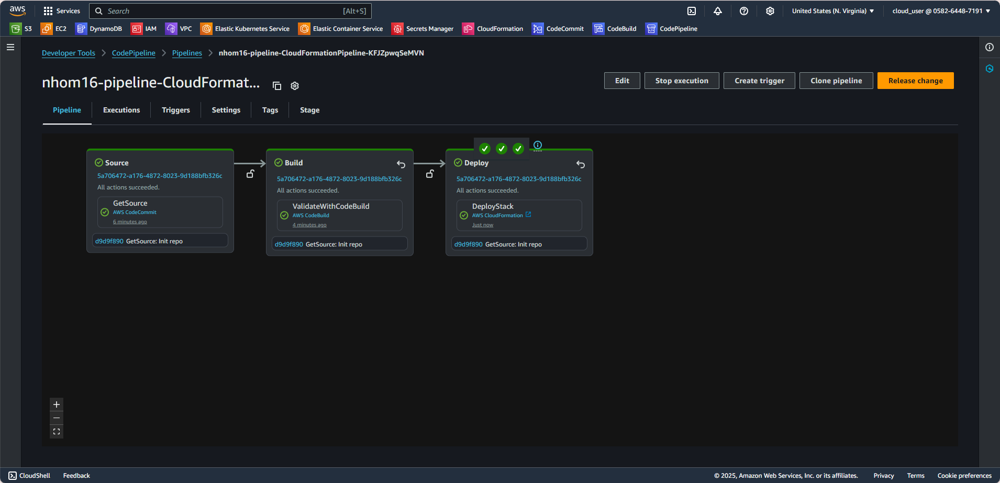 aws Services Search [Alt+S] United States (N. Virginia) cloud_user @ 0582-6448-7191
S3 EC2 DynamoDB IAM VPC Elastic Kubernetes Service Elastic Container Service Secrets Manager CloudFormation CodeCommit CodeBuild CodePipeline
Developer Tools CodePipeline Pipelines nhom16-pipeline-CloudFormationPipeline-KFJZpwqSeMVN
nhom16-pipeline-CloudFormat...
Edit Stop execution Create trigger Clone pipeline Release change
Pipeline Executions Triggers Settings Tags Stage
Source
5a706472-a176-4872-8023-9d188bfb326c
All actions succeeded.
GetSource
AWS CodeCommit
6 minutes ago
d9d9f890 GetSource: Init repo
Build
5a706472-a176-4872-8023-9d188bfb326c
All actions succeeded.
ValidateWithCodeBuild
AWS CodeBuild
4 minutes ago
d9d9f890 GetSource: Init repo
Deploy
5a706472-a176-4872-8023-9d188bfb326c
All actions succeeded.
DeployStack
AWS CloudFormation
Just now
d9d9f890 GetSource: Init repo
CloudShell Feedback © 2025, Amazon Web Services, Inc. or its affiliates. Privacy Terms Cookie preferences